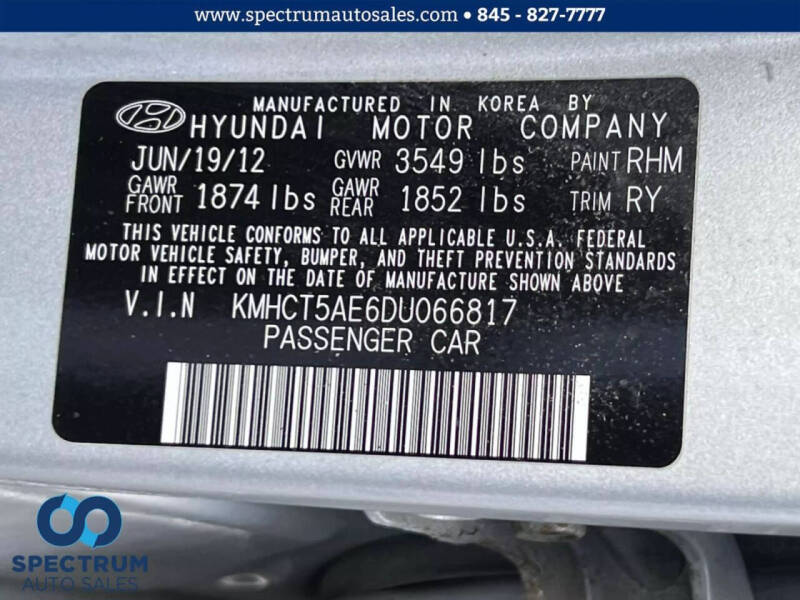 www.spectrumautosales.com • 845 - 827-7777
MANUFACTURED IN KOREA BY
HYUNDAI MOTOR COMPANY
JUN/19/12 GVWR 3549 lbs PAINT RHM
GAWR FRONT 1874 lbs GAWR REAR 1852 lbs TRIM RY
THIS VEHICLE CONFORMS TO ALL APPLICABLE U.S.A. FEDERAL
MOTOR VEHICLE SAFETY, BUMPER, AND THEFT PREVENTION STANDARDS
IN EFFECT ON THE DATE OF MANUFACTURE SHOWN ABOVE
V.I.N KMHCT5AE6DU066817
PASSENGER CAR
SPECTRUM
AUTO SALES